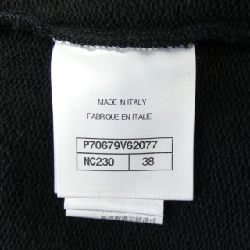 MADE IN ITALY
FABRIQUE EN ITALIE
P70679V62077
NC230 38